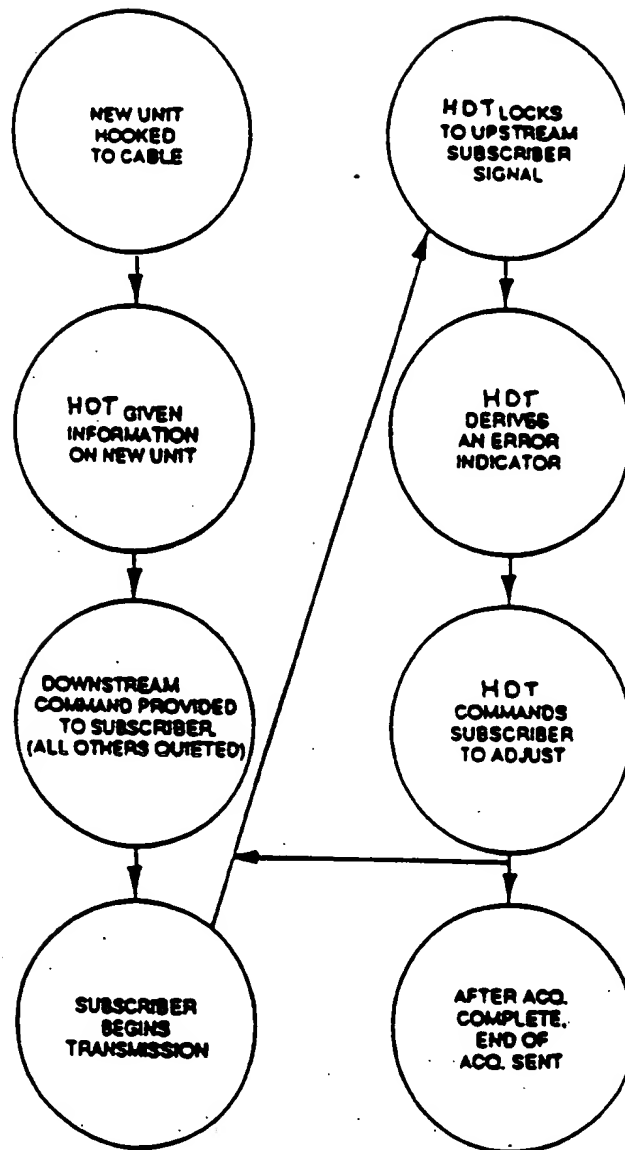 NEW UNIT
HOOKED
TO CABLE
HDT GIVEN
INFORMATION
ON NEW UNIT
DOWNSTREAM
COMMAND PROVIDED
TO SUBSCRIBER
(ALL OTHERS QUIETED)
SUBSCRIBER
BEGINS
TRANSMISSION
HDT LOCKS
TO UPSTREAM
SUBSCRIBER
SIGNAL
HDT
DERIVES
AN ERROR
INDICATOR
HDT
COMMANDS
SUBSCRIBER
TO ADJUST
AFTER ACQ.
COMPLETE,
END OF
ACQ. SENT